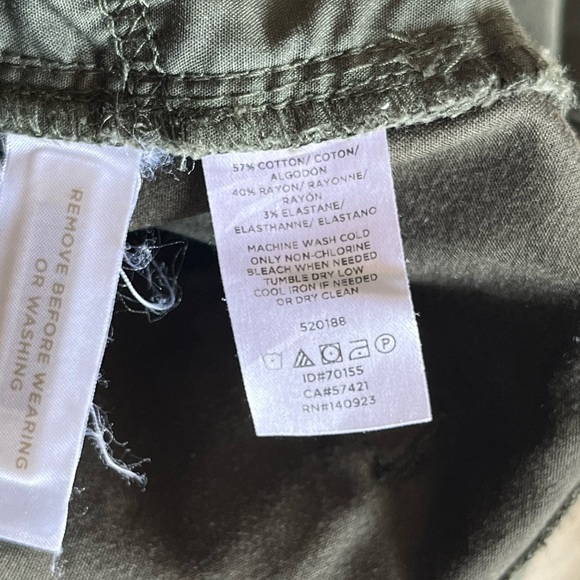 REMOVE BEFORE WEARING
OR WASHING
57% COTTON/ COTON/
ALGODON
40% RAYON/ RAYONNE/
RAYÓN
3% ELASTANE/
ELASTHANNE/ ELASTANO
MACHINE WASH COLD
ONLY NON-CHLORINE
BLEACH WHEN NEEDED
TUMBLE DRY LOW
COOL IRON IF NEEDED
OR DRY CLEAN
520188
P
ID#70155
CA#57421
RN#140923